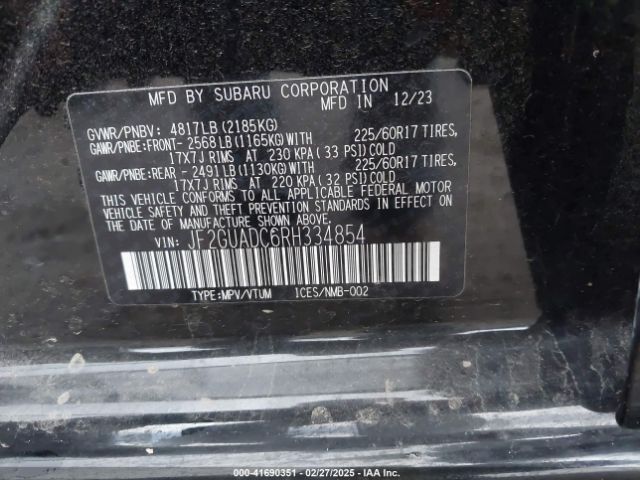 MFD BY SUBARU CORPORATION
MFD IN 12/23
GVWR/PNBV: 4817LB (2185KG)
GAWR/PNBE:FRONT- 2568LB (1165KG) WITH 225/60R17 TIRES,
17X7J RIMS AT 230 KPA (33 PSI) COLD
GAWR/PNBE:REAR - 2491LB (1130KG) WITH 225/60R17 TIRES,
17X7J RIMS AT 220 KPA (32 PSI) COLD
THIS VEHICLE CONFORMS TO ALL APPLICABLE FEDERAL MOTOR
VEHICLE SAFETY AND THEFT PREVENTION STANDARDS IN EFFECT
ON THE DATE OF MANUFACTURE SHOWN ABOVE.
VIN: JF2GUADC6RH334854
TYPE:MPV/VTUM ICES/NMB-002
000-41690351 | 02/27/2025 | IAA Inc.